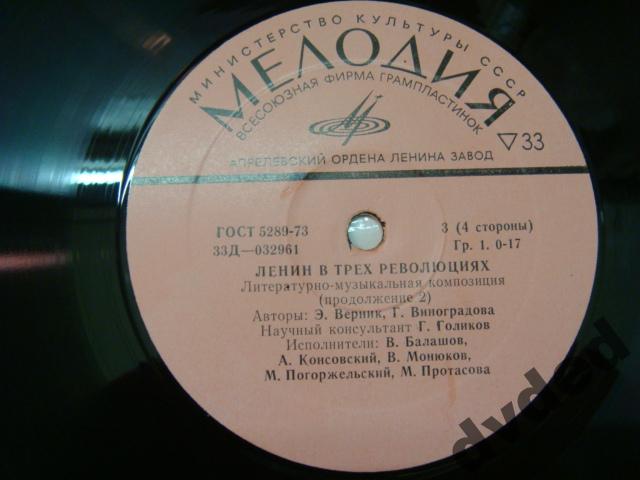 МИНИСТЕРСТВО КУЛЬТУРЫ СССР
МЕЛОДИЯ
ВСЕСОЮЗНАЯ ФИРМА ГРАМПЛАСТИНОК
▽33
АПРЕЛЕВСКИЙ ОРДЕНА ЛЕНИНА ЗАВОД
ГОСТ 5289-73
33Д—032961
3 (4 стороны)
Гр. 1. 0-17
ЛЕНИН В ТРЕХ РЕВОЛЮЦИЯХ
Литературно-музыкальная композиция
(продолжение 2)
Авторы: Э. Верник, Г. Виноградова
Научный консультант Г. Голиков
Исполнители: В. Балашов,
А. Консовский, В. Монюков,
М. Погоржельский, М. Протасова
dvded